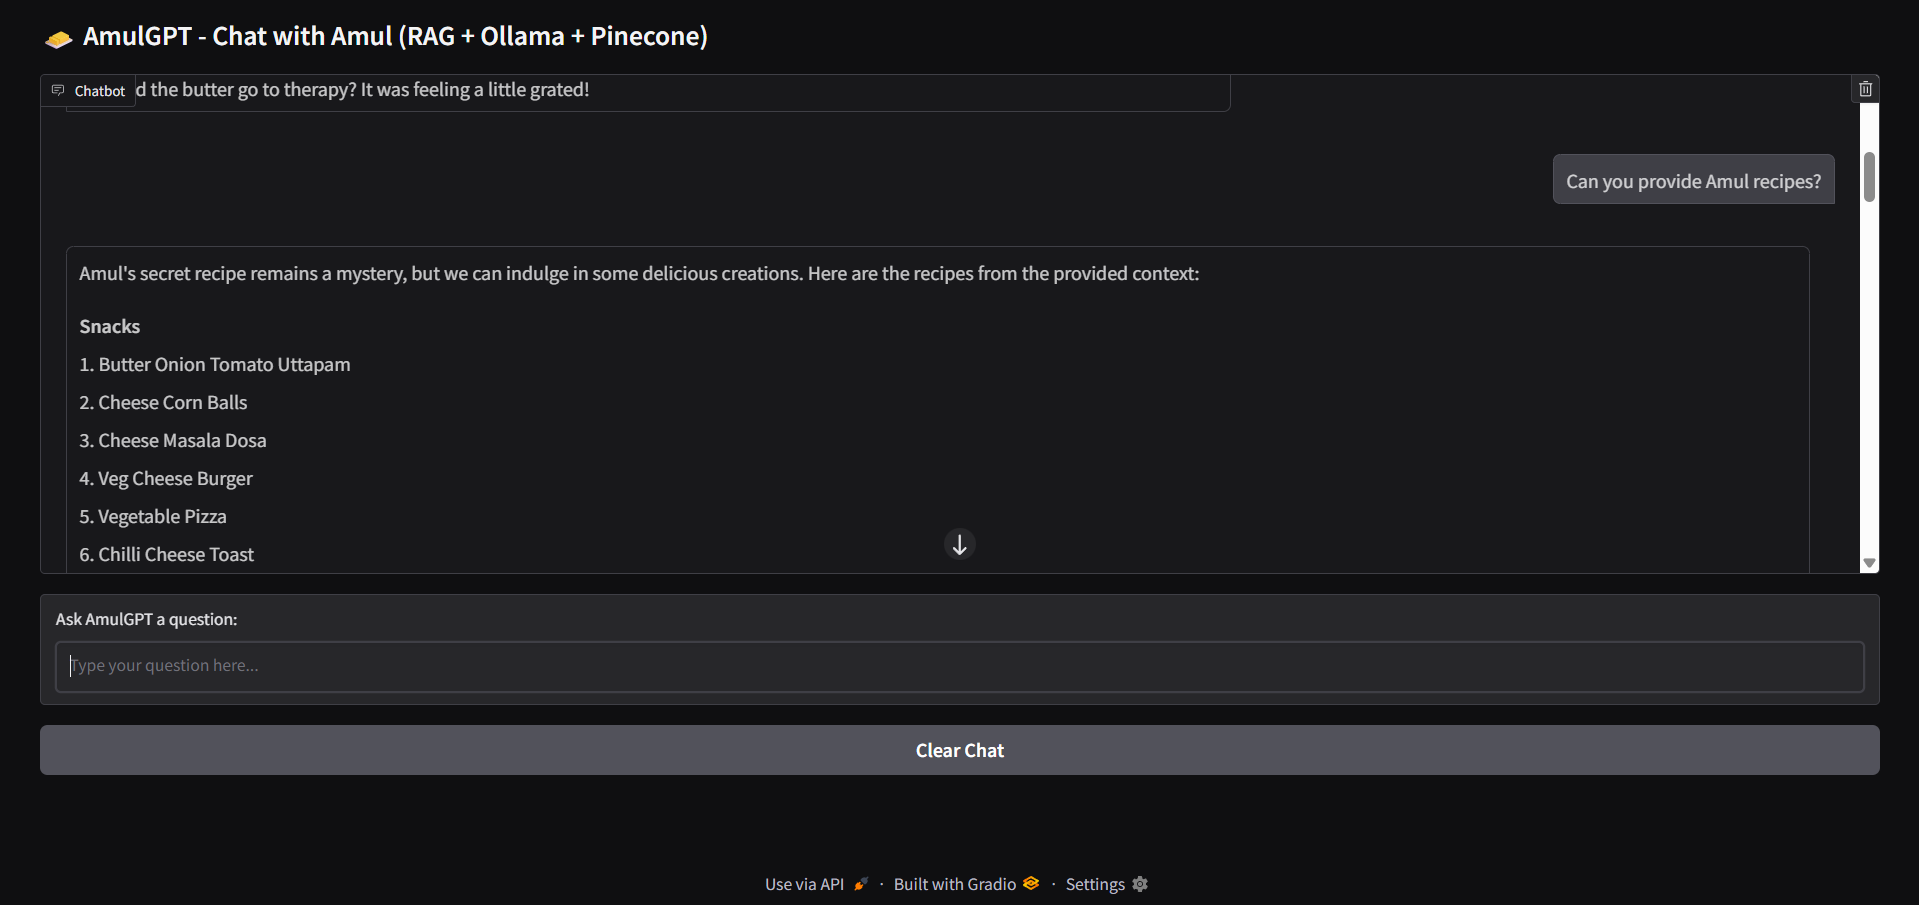 AmulGPT - Chat with Amul (RAG + Ollama + Pinecone)
Chatbot
d the butter go to therapy? It was feeling a little grated!
Can you provide Amul recipes?
Amul's secret recipe remains a mystery, but we can indulge in some delicious creations. Here are the recipes from the provided context:
Snacks
1. Butter Onion Tomato Uttapam
2. Cheese Corn Balls
3. Cheese Masala Dosa
4. Veg Cheese Burger
5. Vegetable Pizza
6. Chilli Cheese Toast
Ask AmulGPT a question:
Type your question here...
Clear Chat
Use via API · Built with Gradio · Settings